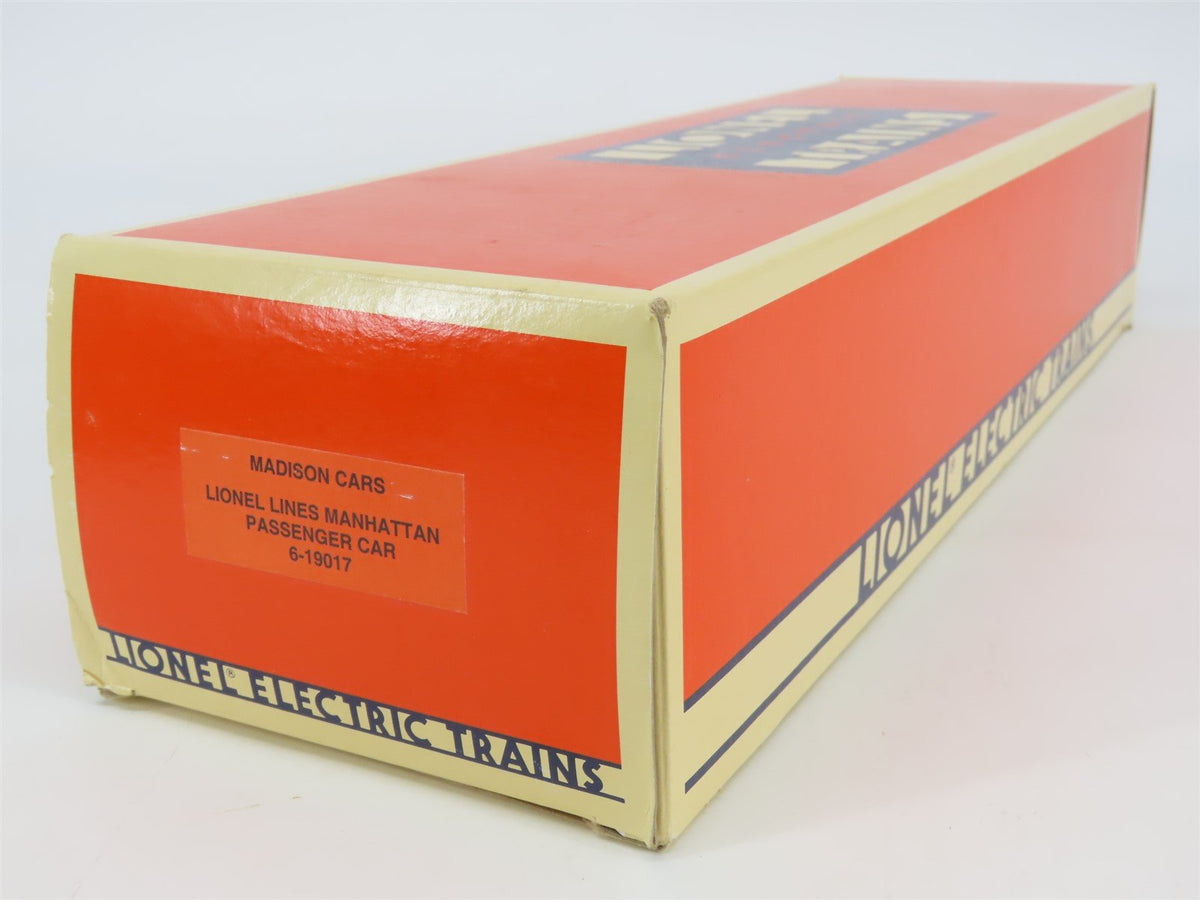 MADISON CARS
LIONEL LINES MANHATTAN
PASSENGER CAR
6-19017
LIONEL® ELECTRIC TRAINS
LIONEL® ELECTRIC TRAINS